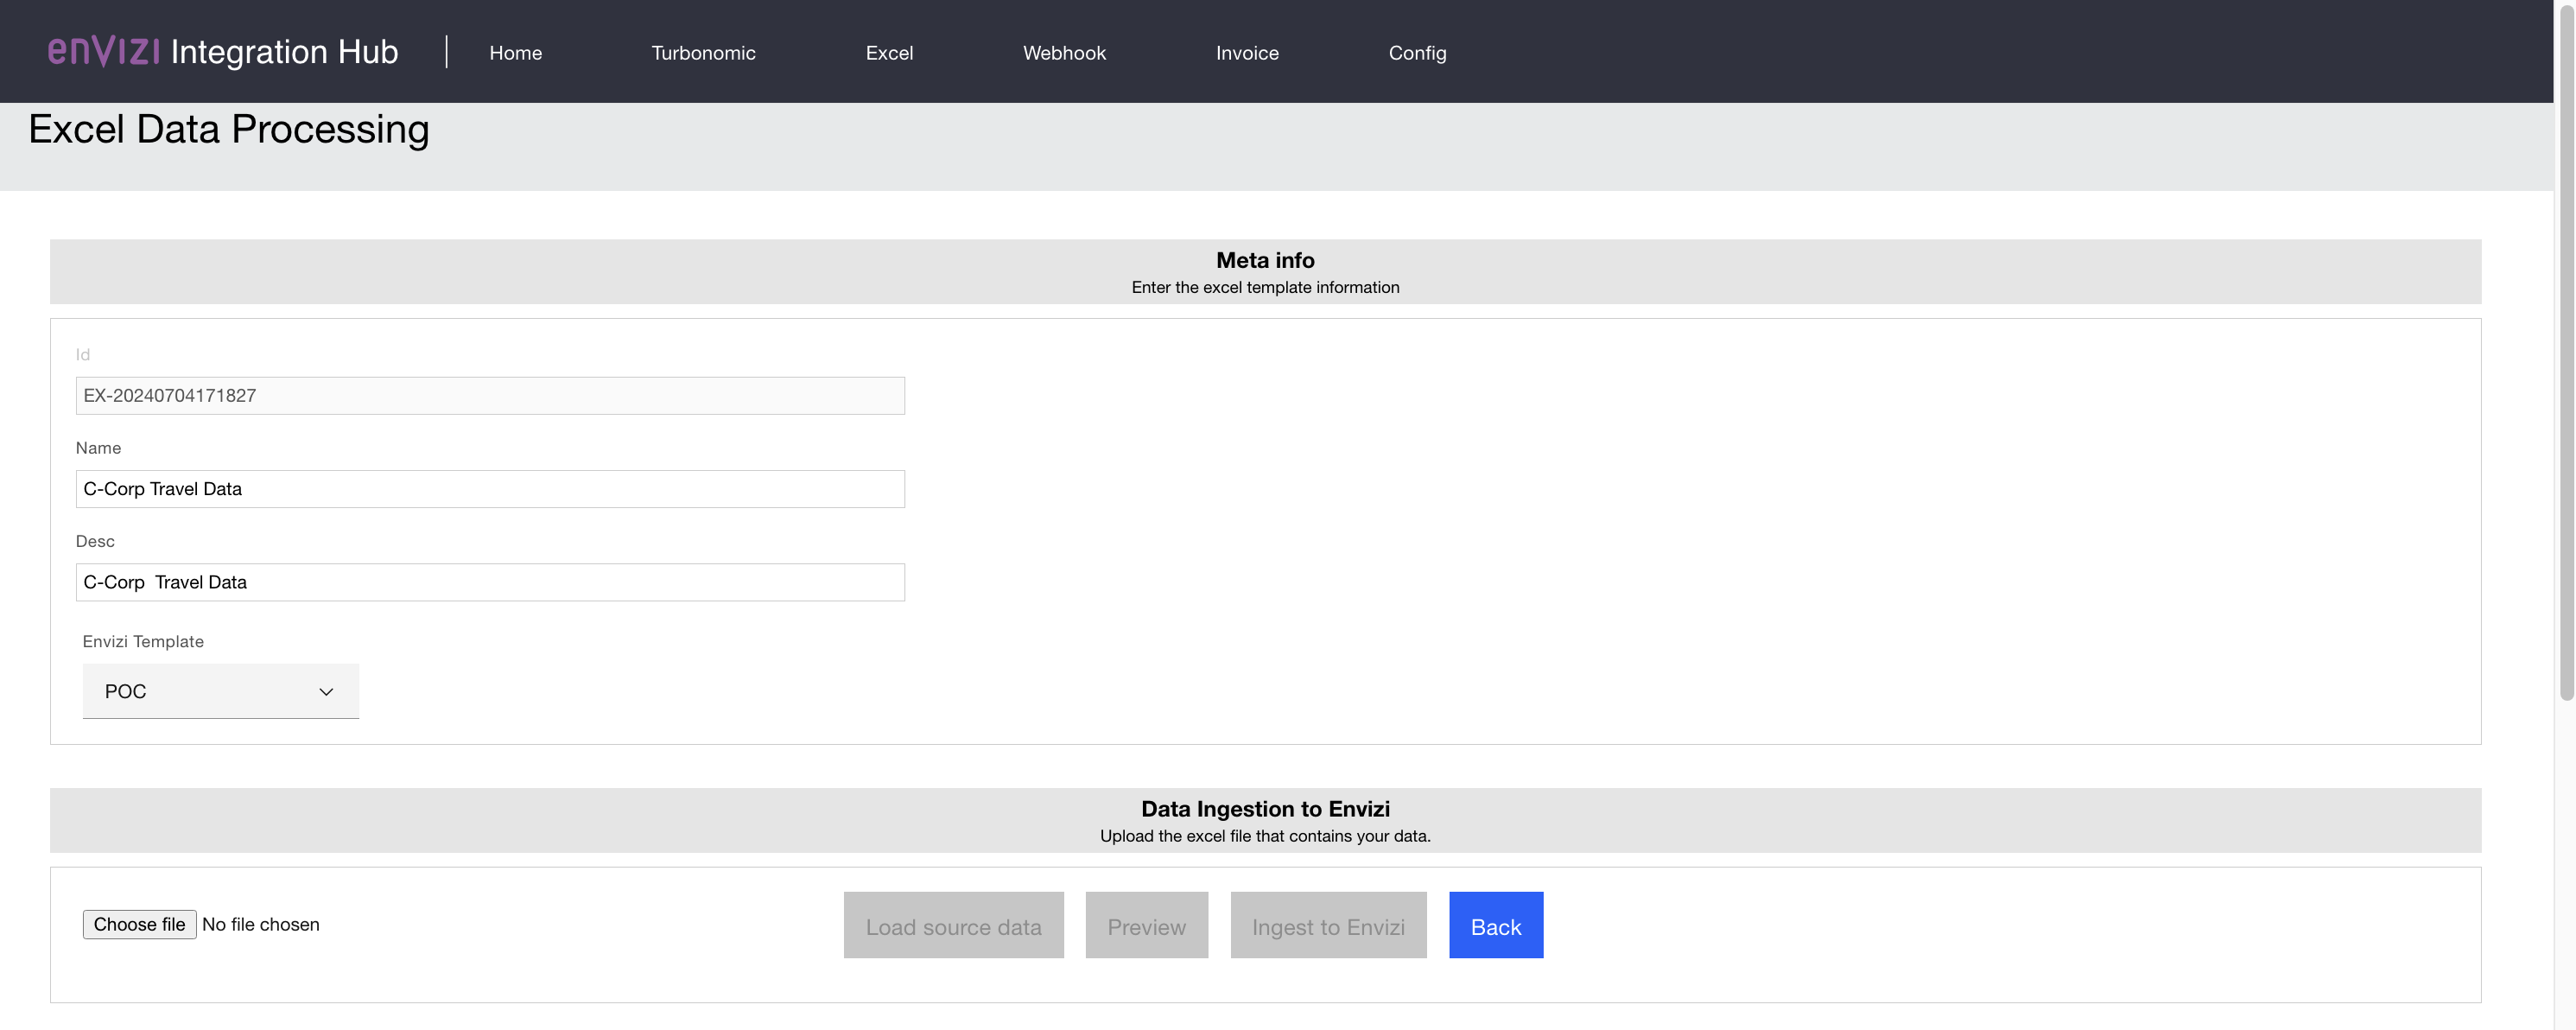 envizi Integration Hub Home Turbonomic Excel Webhook Invoice Config
Excel Data Processing
Meta info
Enter the excel template information
Id
EX-20240704171827
Name
C-Corp Travel Data
Desc
C-Corp  Travel Data
Envizi Template
POC
Data Ingestion to Envizi
Upload the excel file that contains your data.
Choose file No file chosen Load source data Preview Ingest to Envizi Back